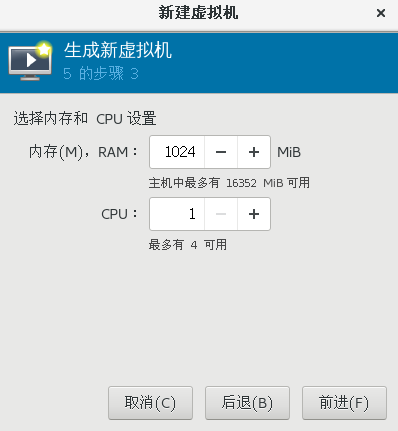 新建虚拟机
生成新虚拟机
5 的步骤 3
选择内存和 CPU 设置
内存(M)，RAM： 1024 − + MiB
主机中最多有 16352 MiB 可用
CPU： 1 − +
最多有 4 可用
取消(C) 后退(B) 前进(F)